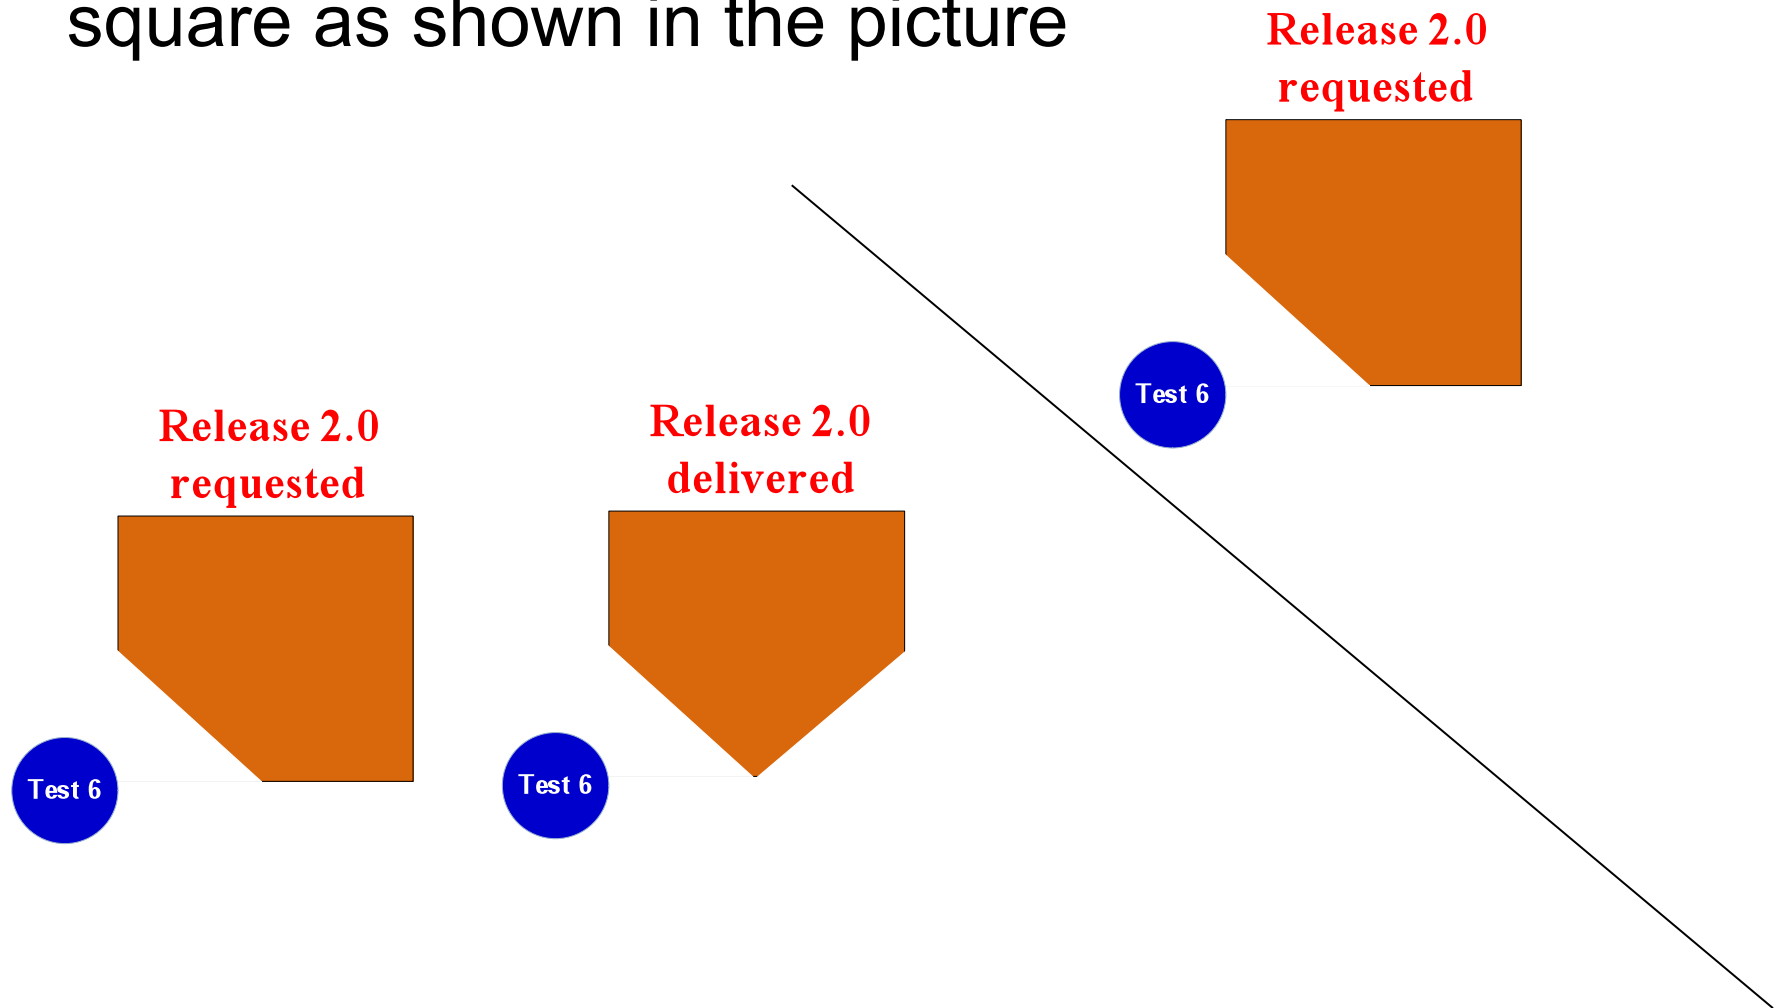 square as shown in the picture
Release 2.0
requested
Test 6
Release 2.0
requested
Test 6
Release 2.0
delivered
Test 6